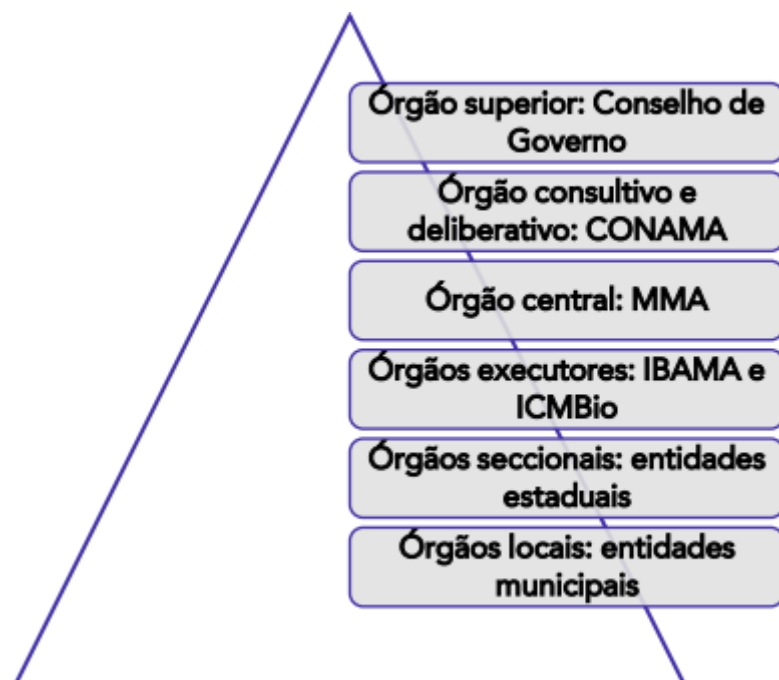 Órgão superior: Conselho de
Governo
Órgão consultivo e
deliberativo: CONAMA
Órgão central: MMA
Órgãos executores: IBAMA e
ICMBio
Órgãos seccionais: entidades
estaduais
Órgãos locais: entidades
municipais